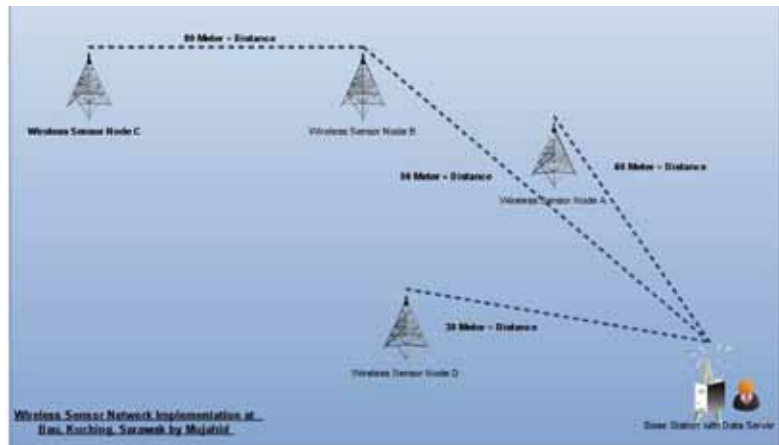 Meter = Distance
Wireless Sensor Node C
Wireless Sensor Node B
Meter = Distance
Meter = Distance
Wireless Sensor Node A
30 Meter = Distance
Wireless Sensor Node D
Wireless Sensor Network Implementation at
Bau, Kuching, Sarawak by Mujahid
Base Station with Data Server